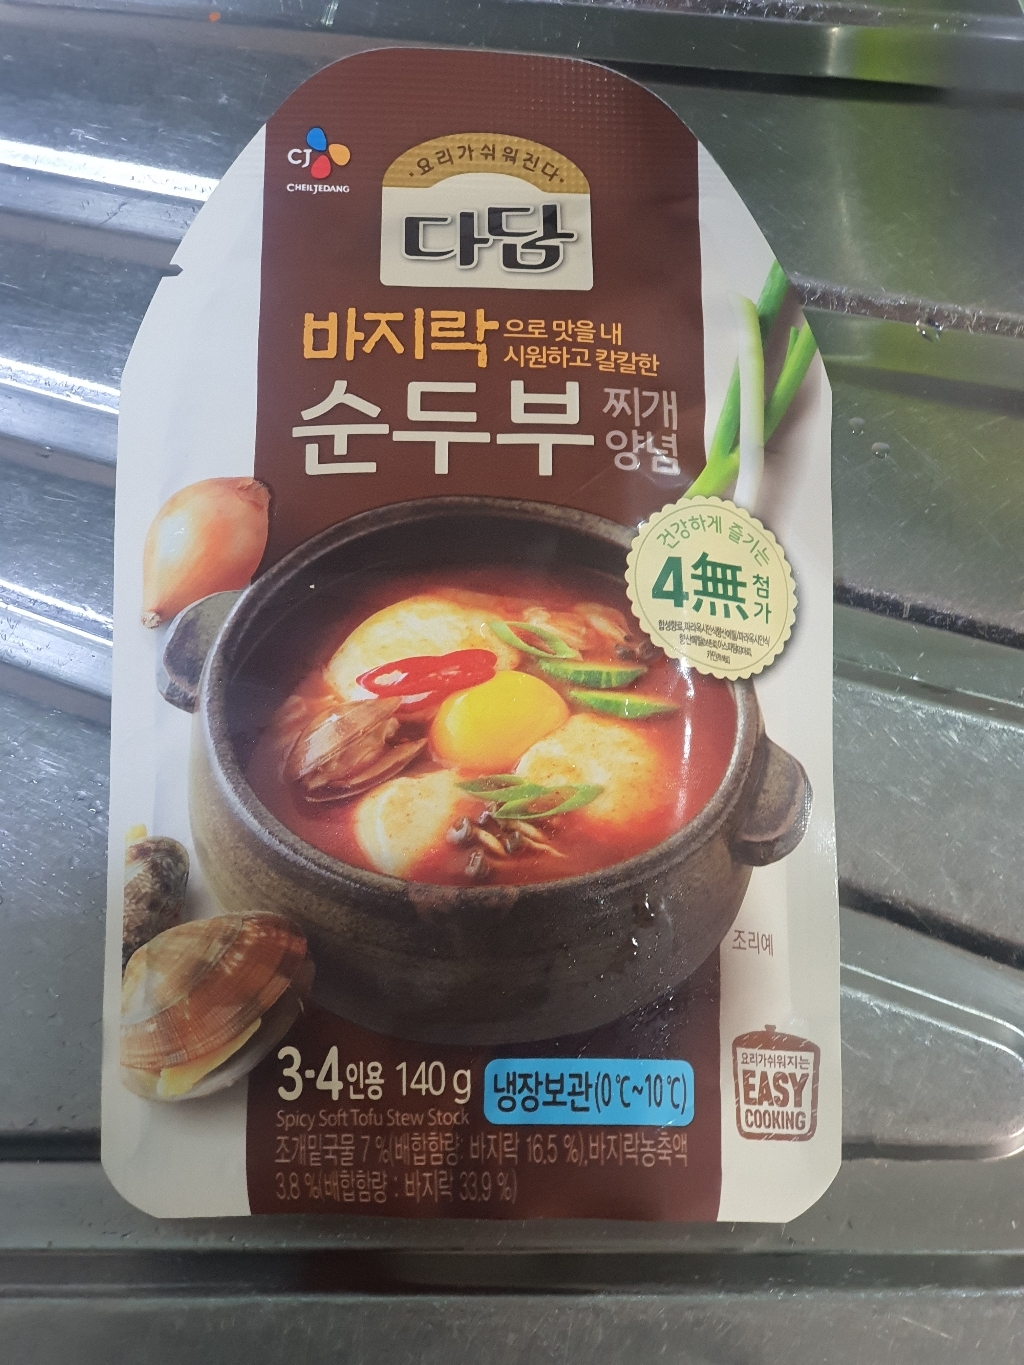 CJ
CHEILJEDANG
·요리가쉬워진다·
다담
바지락으로 맛을 내
시원하고 칼칼한
순두부 찌개
양념
건강하게 즐기는
4無 첨가
3-4인용 140g 냉장보관(0℃~10℃)
Spicy Soft Tofu Stew Stock
조개밑국물 7 %(배합함량: 바지락 16.5 %),바지락농축액
3.8 %(배합함량 : 바지락 33.9 %)
조리예
요리가쉬워지는
EASY
COOKING